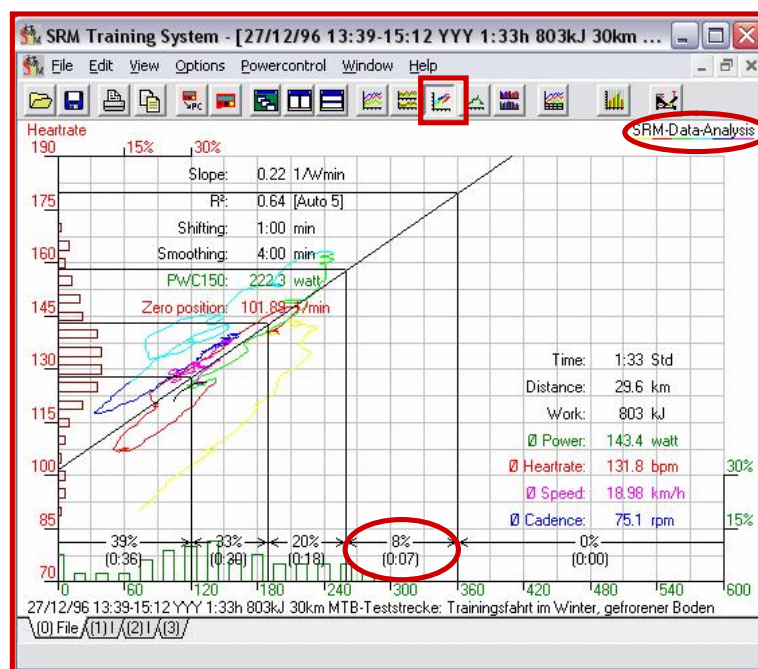 SRM Training System - [27/12/96 13:39-15:12 YYY 1:33h 803kJ 30km ...
File Edit View Options Powercontrol Window Help
Heartrate
SRM-Data-Analysis
190 15% 30%
Slope: 0.22 1/Wmin
175
R²: 0.64 [Auto 5]
Shifting: 1:00 min
160
Smoothing: 4:00 min
PWC150: 222.3 watt
145
Zero position: 101.89 1/min
130
Time: 1:33 Std
Distance: 29.6 km
115
Work: 803 kJ
Ø Power: 143.4 watt
100
Ø Heartrate: 131.8 bpm 30%
Ø Speed: 18.98 km/h
85
Ø Cadence: 75.1 rpm 15%
39% 33% 20% 8% 0%
(0:36) (0:30) (0:18) (0:07) (0:00)
70
0 60 120 180 240 300 360 420 480 540 600
27/12/96 13:39-15:12 YYY 1:33h 803kJ 30km MTB-Teststrecke: Trainingsfahrt im Winter, gefrorener Boden
(0) File (1) I (2) I (3)